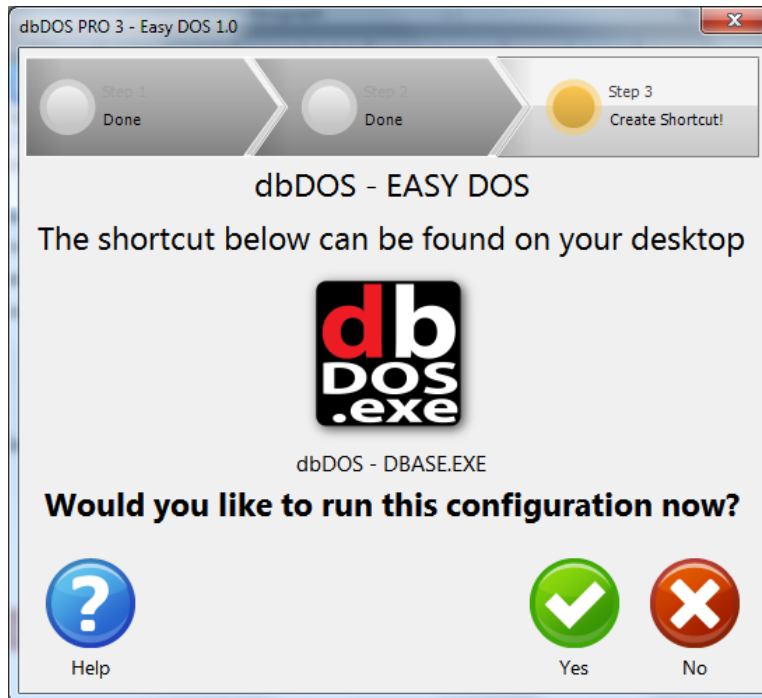 dbDOS PRO 3 - Easy DOS 1.0
Step 1
Done
Step 2
Done
Step 3
Create Shortcut!
dbDOS - EASY DOS
The shortcut below can be found on your desktop
db
DOS
.exe
dbDOS - DBASE.EXE
Would you like to run this configuration now?
?
Help
Yes
No